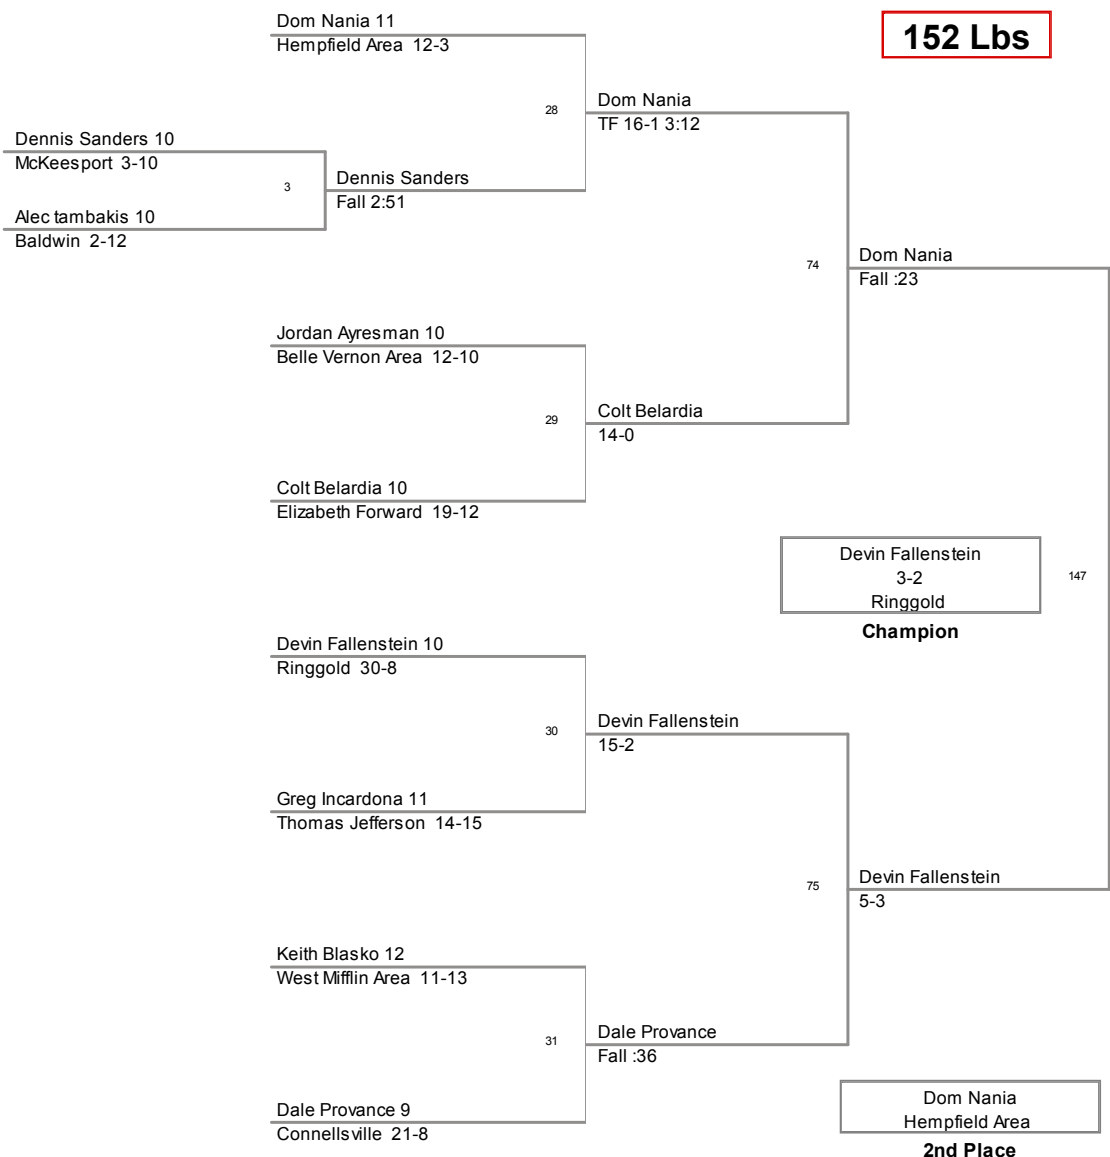 Dom Nania 11
Hempfield Area 12-3
152 Lbs
28
Dom Nania
TF 16-1 3:12
Dennis Sanders 10
McKeesport 3-10
3
Dennis Sanders
Fall 2:51
Alec tambakis 10
Baldwin 2-12
74
Dom Nania
Fall :23
Jordan Ayresman 10
Belle Vernon Area 12-10
29
Colt Belardia
14-0
Colt Belardia 10
Elizabeth Forward 19-12
Devin Fallenstein
3-2
Ringgold
147
Champion
Devin Fallenstein 10
Ringgold 30-8
30
Devin Fallenstein
15-2
Greg Incardona 11
Thomas Jefferson 14-15
75
Devin Fallenstein
5-3
Keith Blasko 12
West Mifflin Area 11-13
31
Dale Provance
Fall :36
Dale Provance 9
Connellsville 21-8
Dom Nania
Hempfield Area
2nd Place